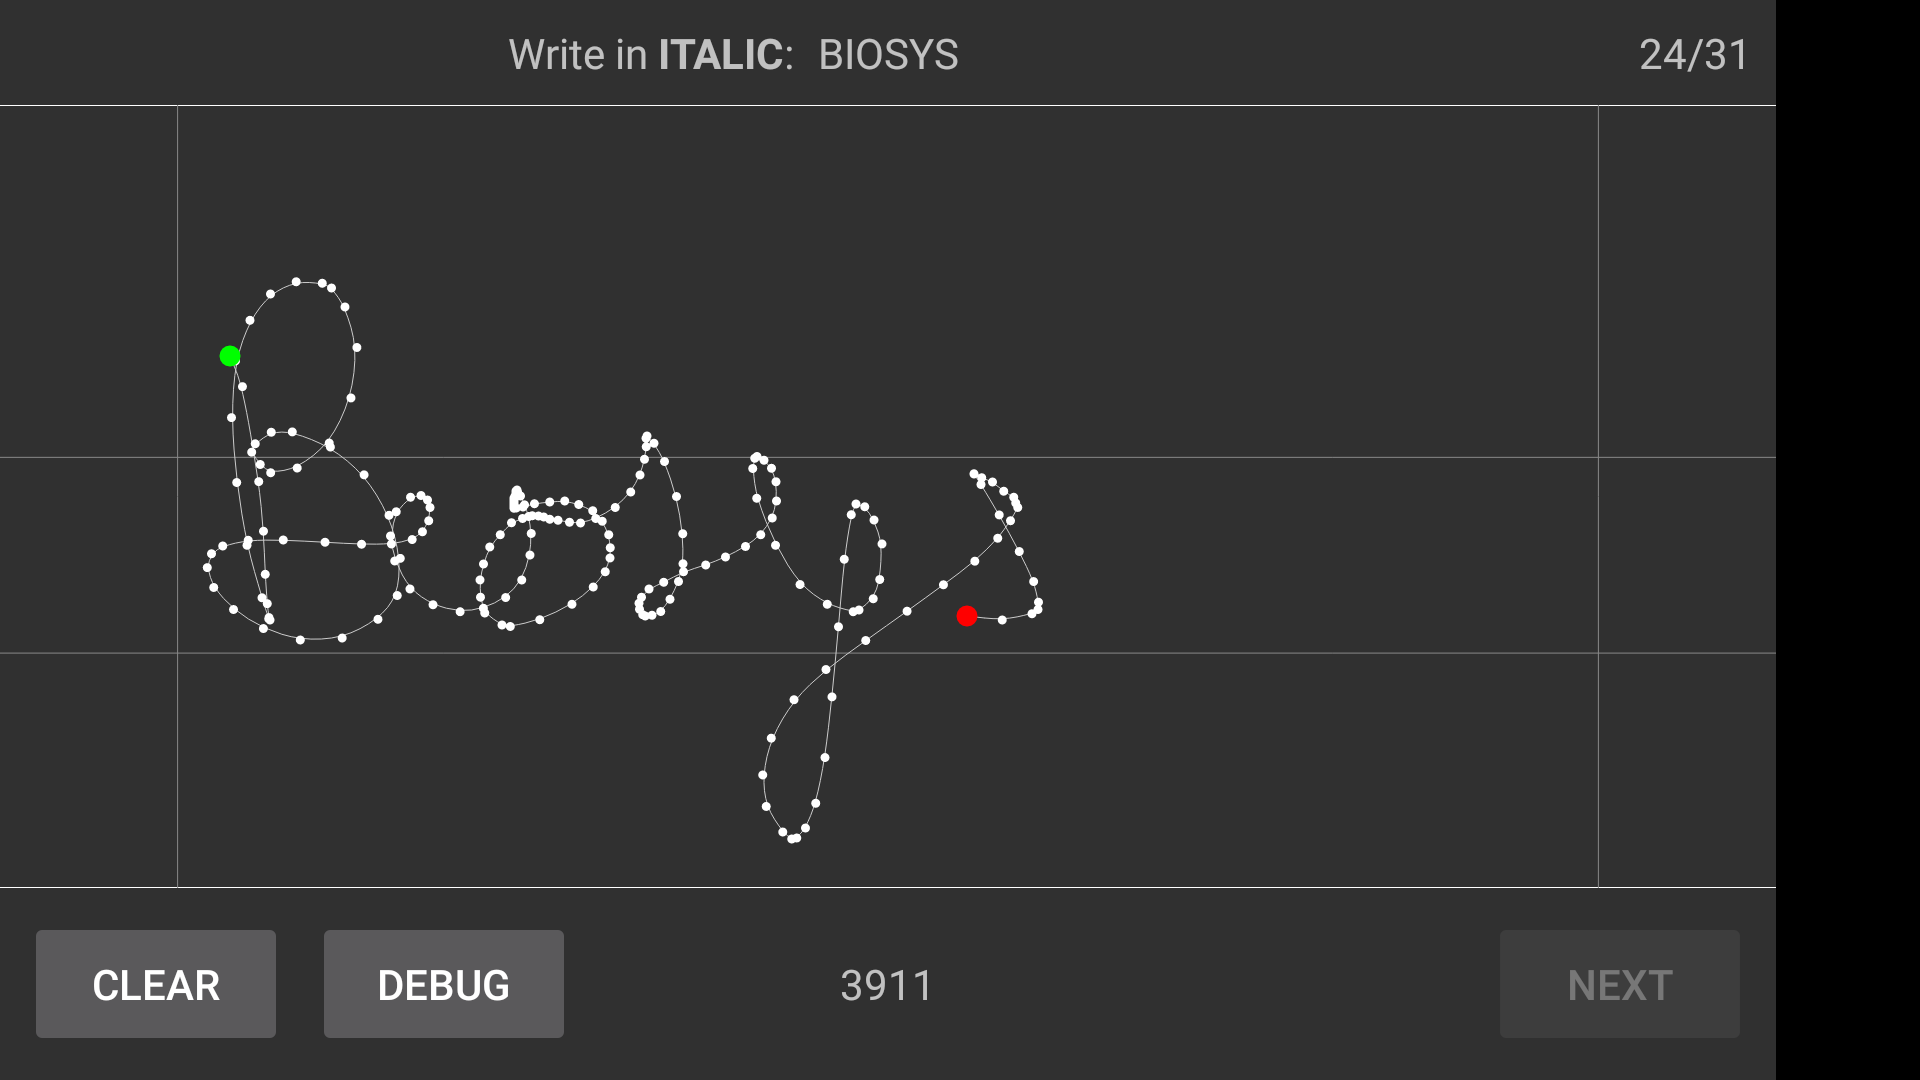 Write in ITALIC: BIOSYS
24/31
Biosys
CLEAR
DEBUG
3911
NEXT